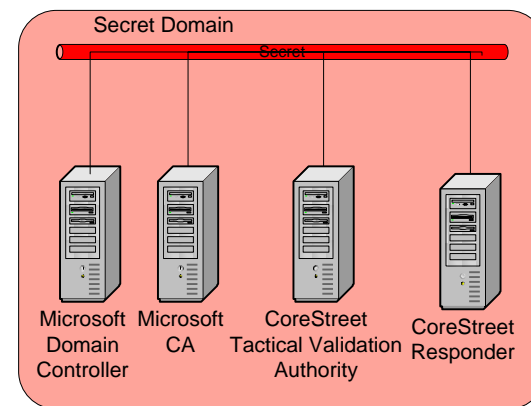 Secret Domain
Secret
Microsoft
Domain
Controller
Microsoft
CA
CoreStreet
Tactical Validation
Authority
CoreStreet
Responder